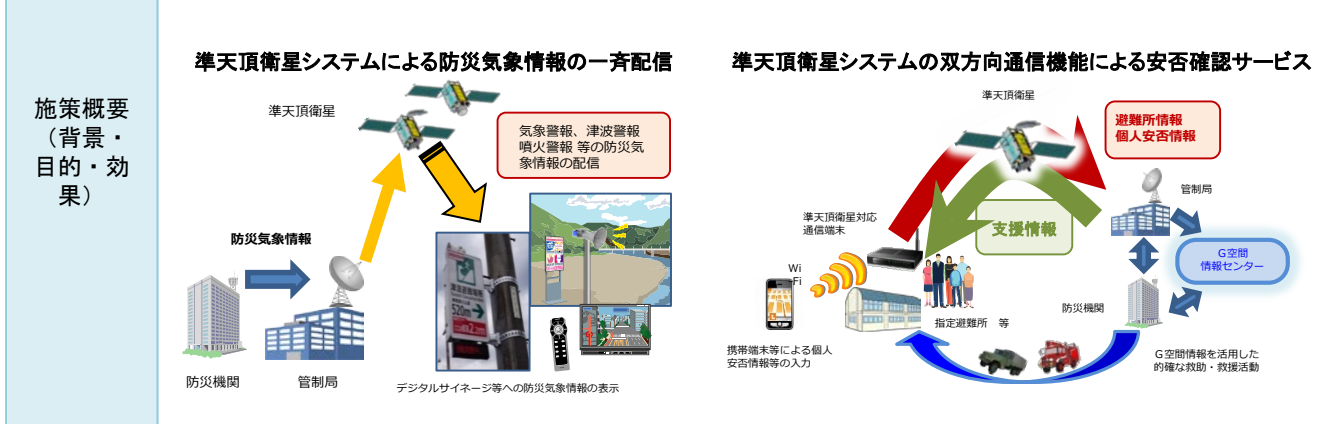 施策概要
（背景・
目的・効
果）
準天頂衛星システムによる防災気象情報の一斉配信
準天頂衛星
気象警報、津波警報
噴火警報 等の防災気
象情報の配信
防災気象情報
防災機関
管制局
520m
デジタルサイネージ等への防災気象情報の表示
準天頂衛星システムの双方向通信機能による安否確認サービス
準天頂衛星
避難所情報
個人安否情報
管制局
準天頂衛星対応
通信端末
支援情報
Ｇ空間
情報センター
Wi
Fi
防災機関
指定避難所　等
携帯端末等による個人
安否情報等の入力
Ｇ空間情報を活用した
的確な救助・救援活動